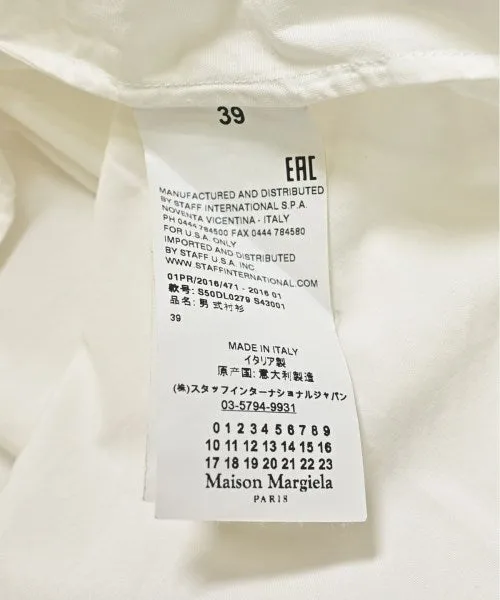 39
EAC
MANUFACTURED AND DISTRIBUTED
BY STAFF INTERNATIONAL S.P.A.
NOVENTA VICENTINA - ITALY
PH 0444 784500 FAX 0444 784580
FOR U.S.A. ONLY
IMPORTED AND DISTRIBUTED
BY STAFF U.S.A. INC.
WWW.STAFFINTERNATIONAL.COM
01PR/2016/471 - 2016 01
款号: S50DL0279 S43001
品名: 男 式衬衫
39
MADE IN ITALY
イタリア製
原产国: 意大利製造
(株)スタッフインターナショナルジャパン
03-5794-9931
0 1 2 3 4 5 6 7 8 9
10 11 12 13 14 15 16
17 18 19 20 21 22 23
Maison Margiela
PARIS